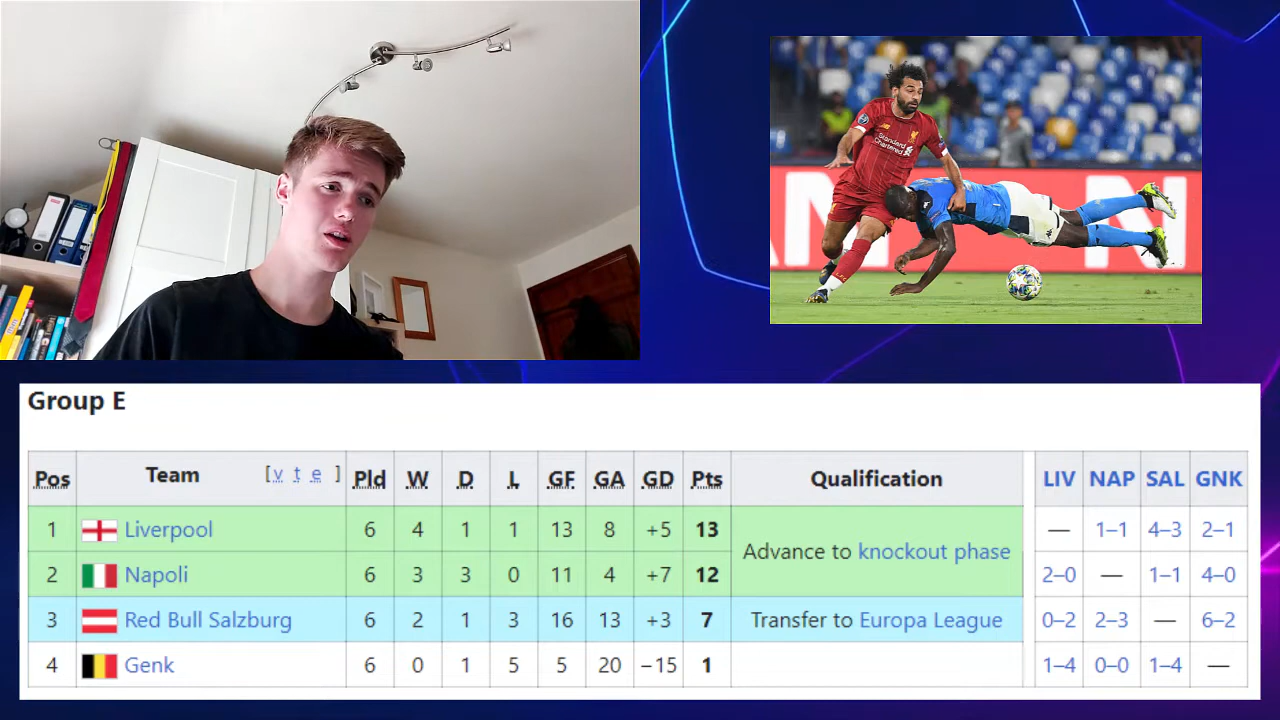 Standard
Chartered
A N N
Group E
Pos Team [v t e ] Pld W D L GF GA GD Pts Qualification LIV NAP SAL GNK
1 Liverpool 6 4 1 1 13 8 +5 13 Advance to knockout phase — 1–1 4–3 2–1
2 Napoli 6 3 3 0 11 4 +7 12 2–0 — 1–1 4–0
3 Red Bull Salzburg 6 2 1 3 16 13 +3 7 Transfer to Europa League 0–2 2–3 — 6–2
4 Genk 6 0 1 5 5 20 −15 1 1–4 0–0 1–4 —